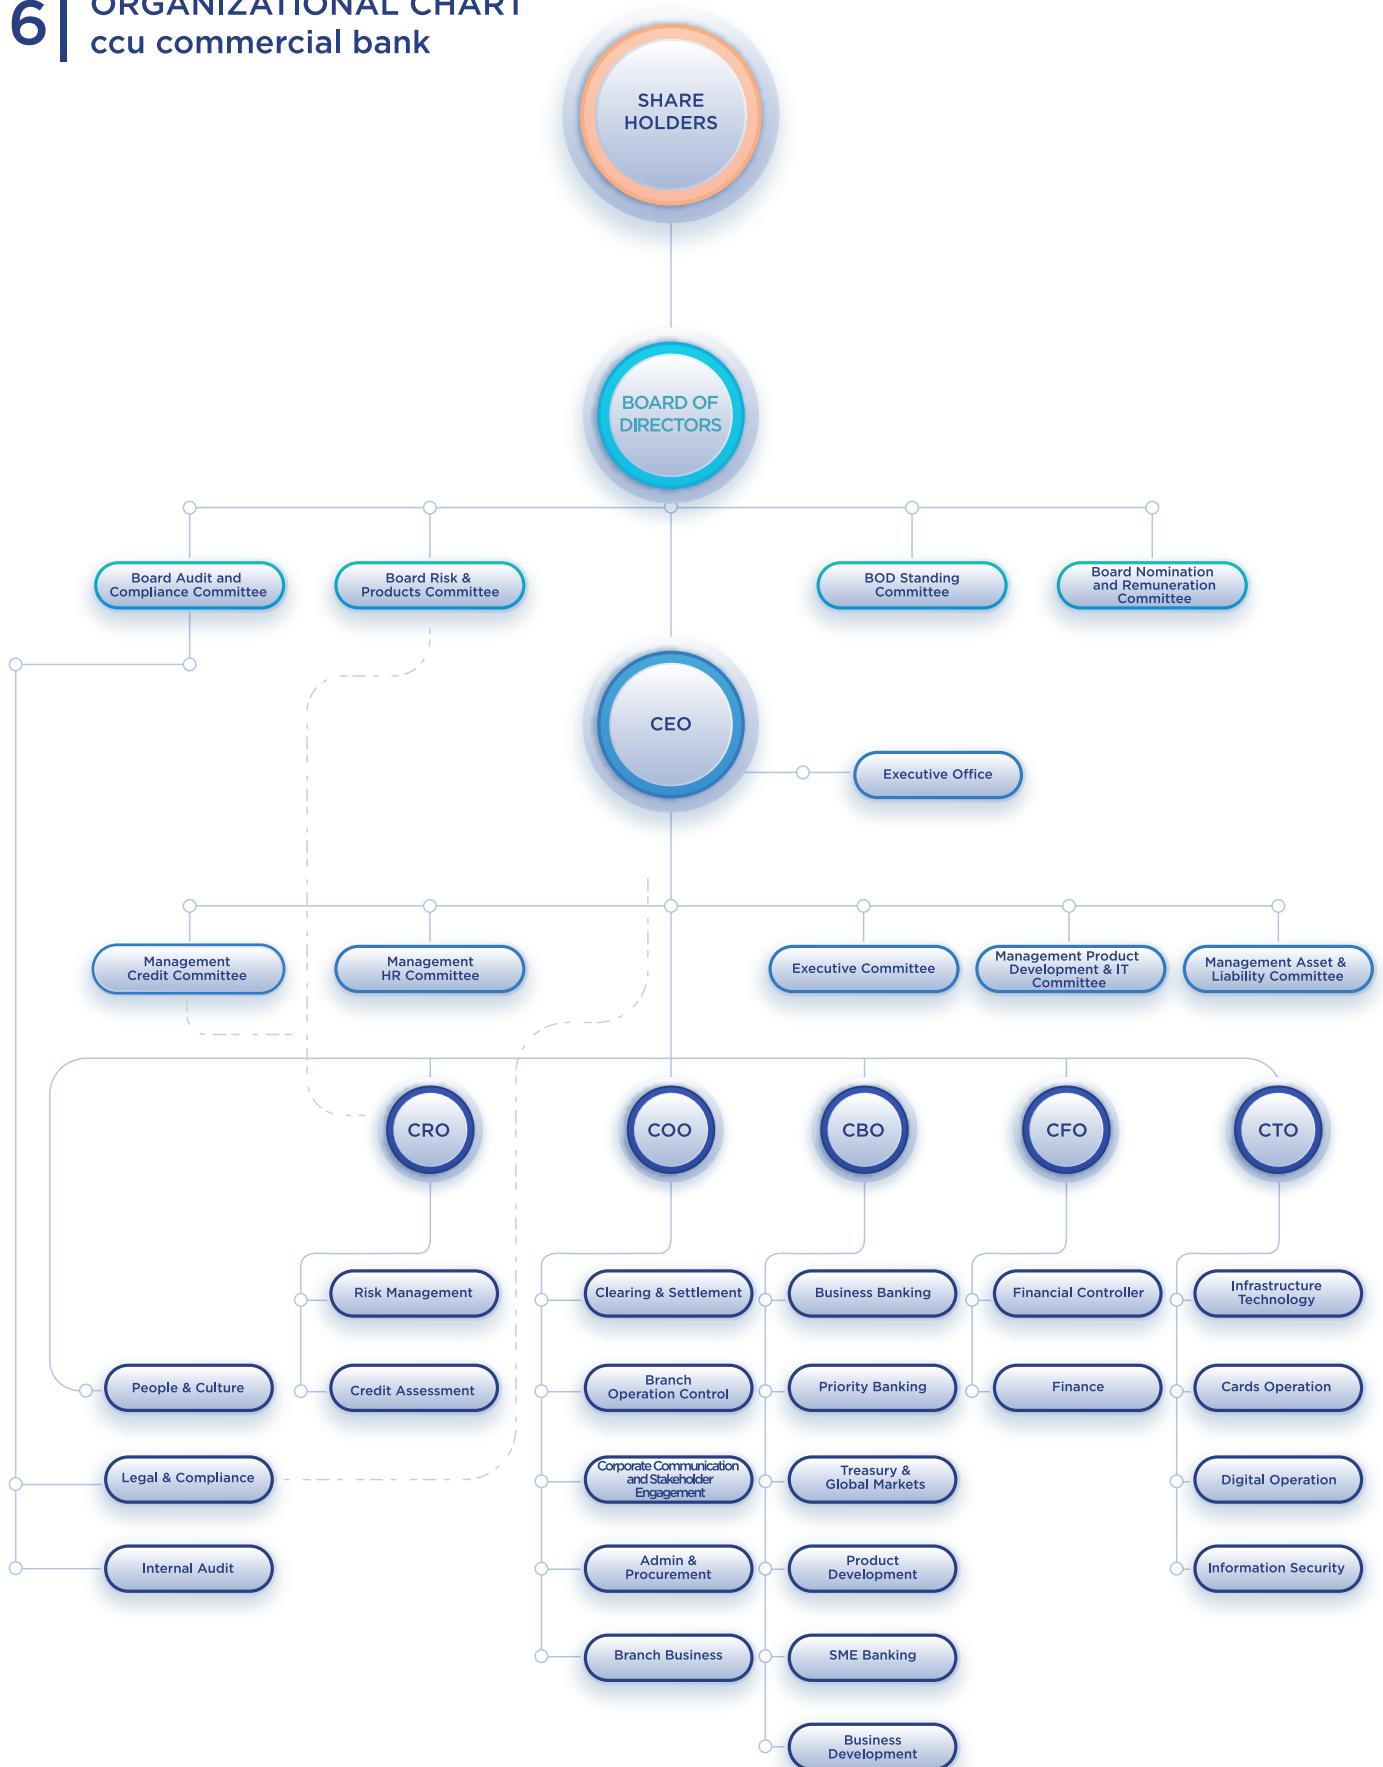 6
ORGANIZATIONAL CHART
ccu commercial bank
SHARE
HOLDERS
BOARD OF
DIRECTORS
Board Audit and
Compliance Committee
Board Risk &
Products Committee
BOD Standing
Committee
Board Nomination
and Remuneration
Committee
CEO
Executive Office
Management
Credit Committee
Management
HR Committee
Executive Committee
Management Product
Development & IT
Committee
Management Asset &
Liability Committee
CRO
COO
CBO
CFO
CTO
Risk Management
Clearing & Settlement
Business Banking
Financial Controller
Infrastructure
Technology
People & Culture
Credit Assessment
Branch
Operation Control
Priority Banking
Finance
Cards Operation
Legal & Compliance
Corporate Communication
and Stakeholder
Engagement
Treasury &
Global Markets
Digital Operation
Internal Audit
Admin &
Procurement
Product
Development
Information Security
Branch Business
SME Banking
Business
Development